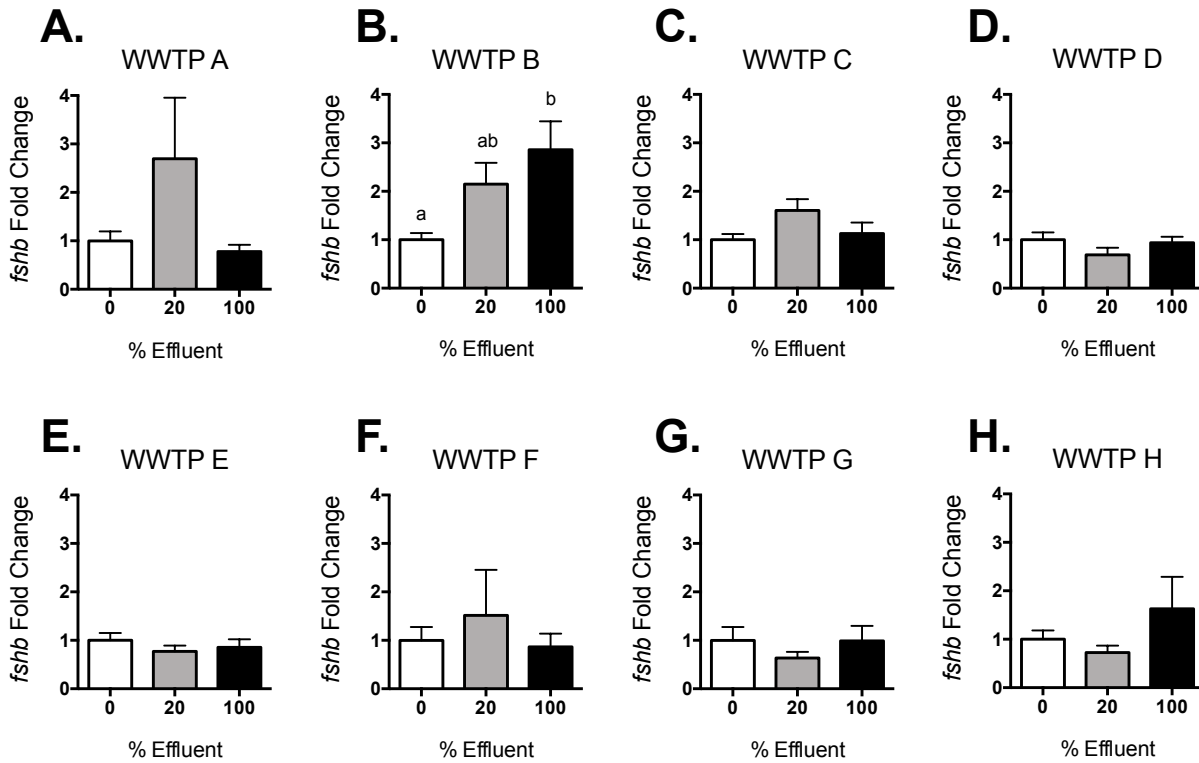 A.
WWTP A
fshb Fold Change
4
3
2
1
0
0 20 100
% Effluent
B.
WWTP B
fshb Fold Change
4
3
2
1
0
a
ab
b
0 20 100
% Effluent
C.
WWTP C
fshb Fold Change
4
3
2
1
0
0 20 100
% Effluent
D.
WWTP D
fshb Fold Change
4
3
2
1
0
0 20 100
% Effluent
E.
WWTP E
fshb Fold Change
4
3
2
1
0
0 20 100
% Effluent
F.
WWTP F
fshb Fold Change
4
3
2
1
0
0 20 100
% Effluent
G.
WWTP G
fshb Fold Change
4
3
2
1
0
0 20 100
% Effluent
H.
WWTP H
fshb Fold Change
4
3
2
1
0
0 20 100
% Effluent